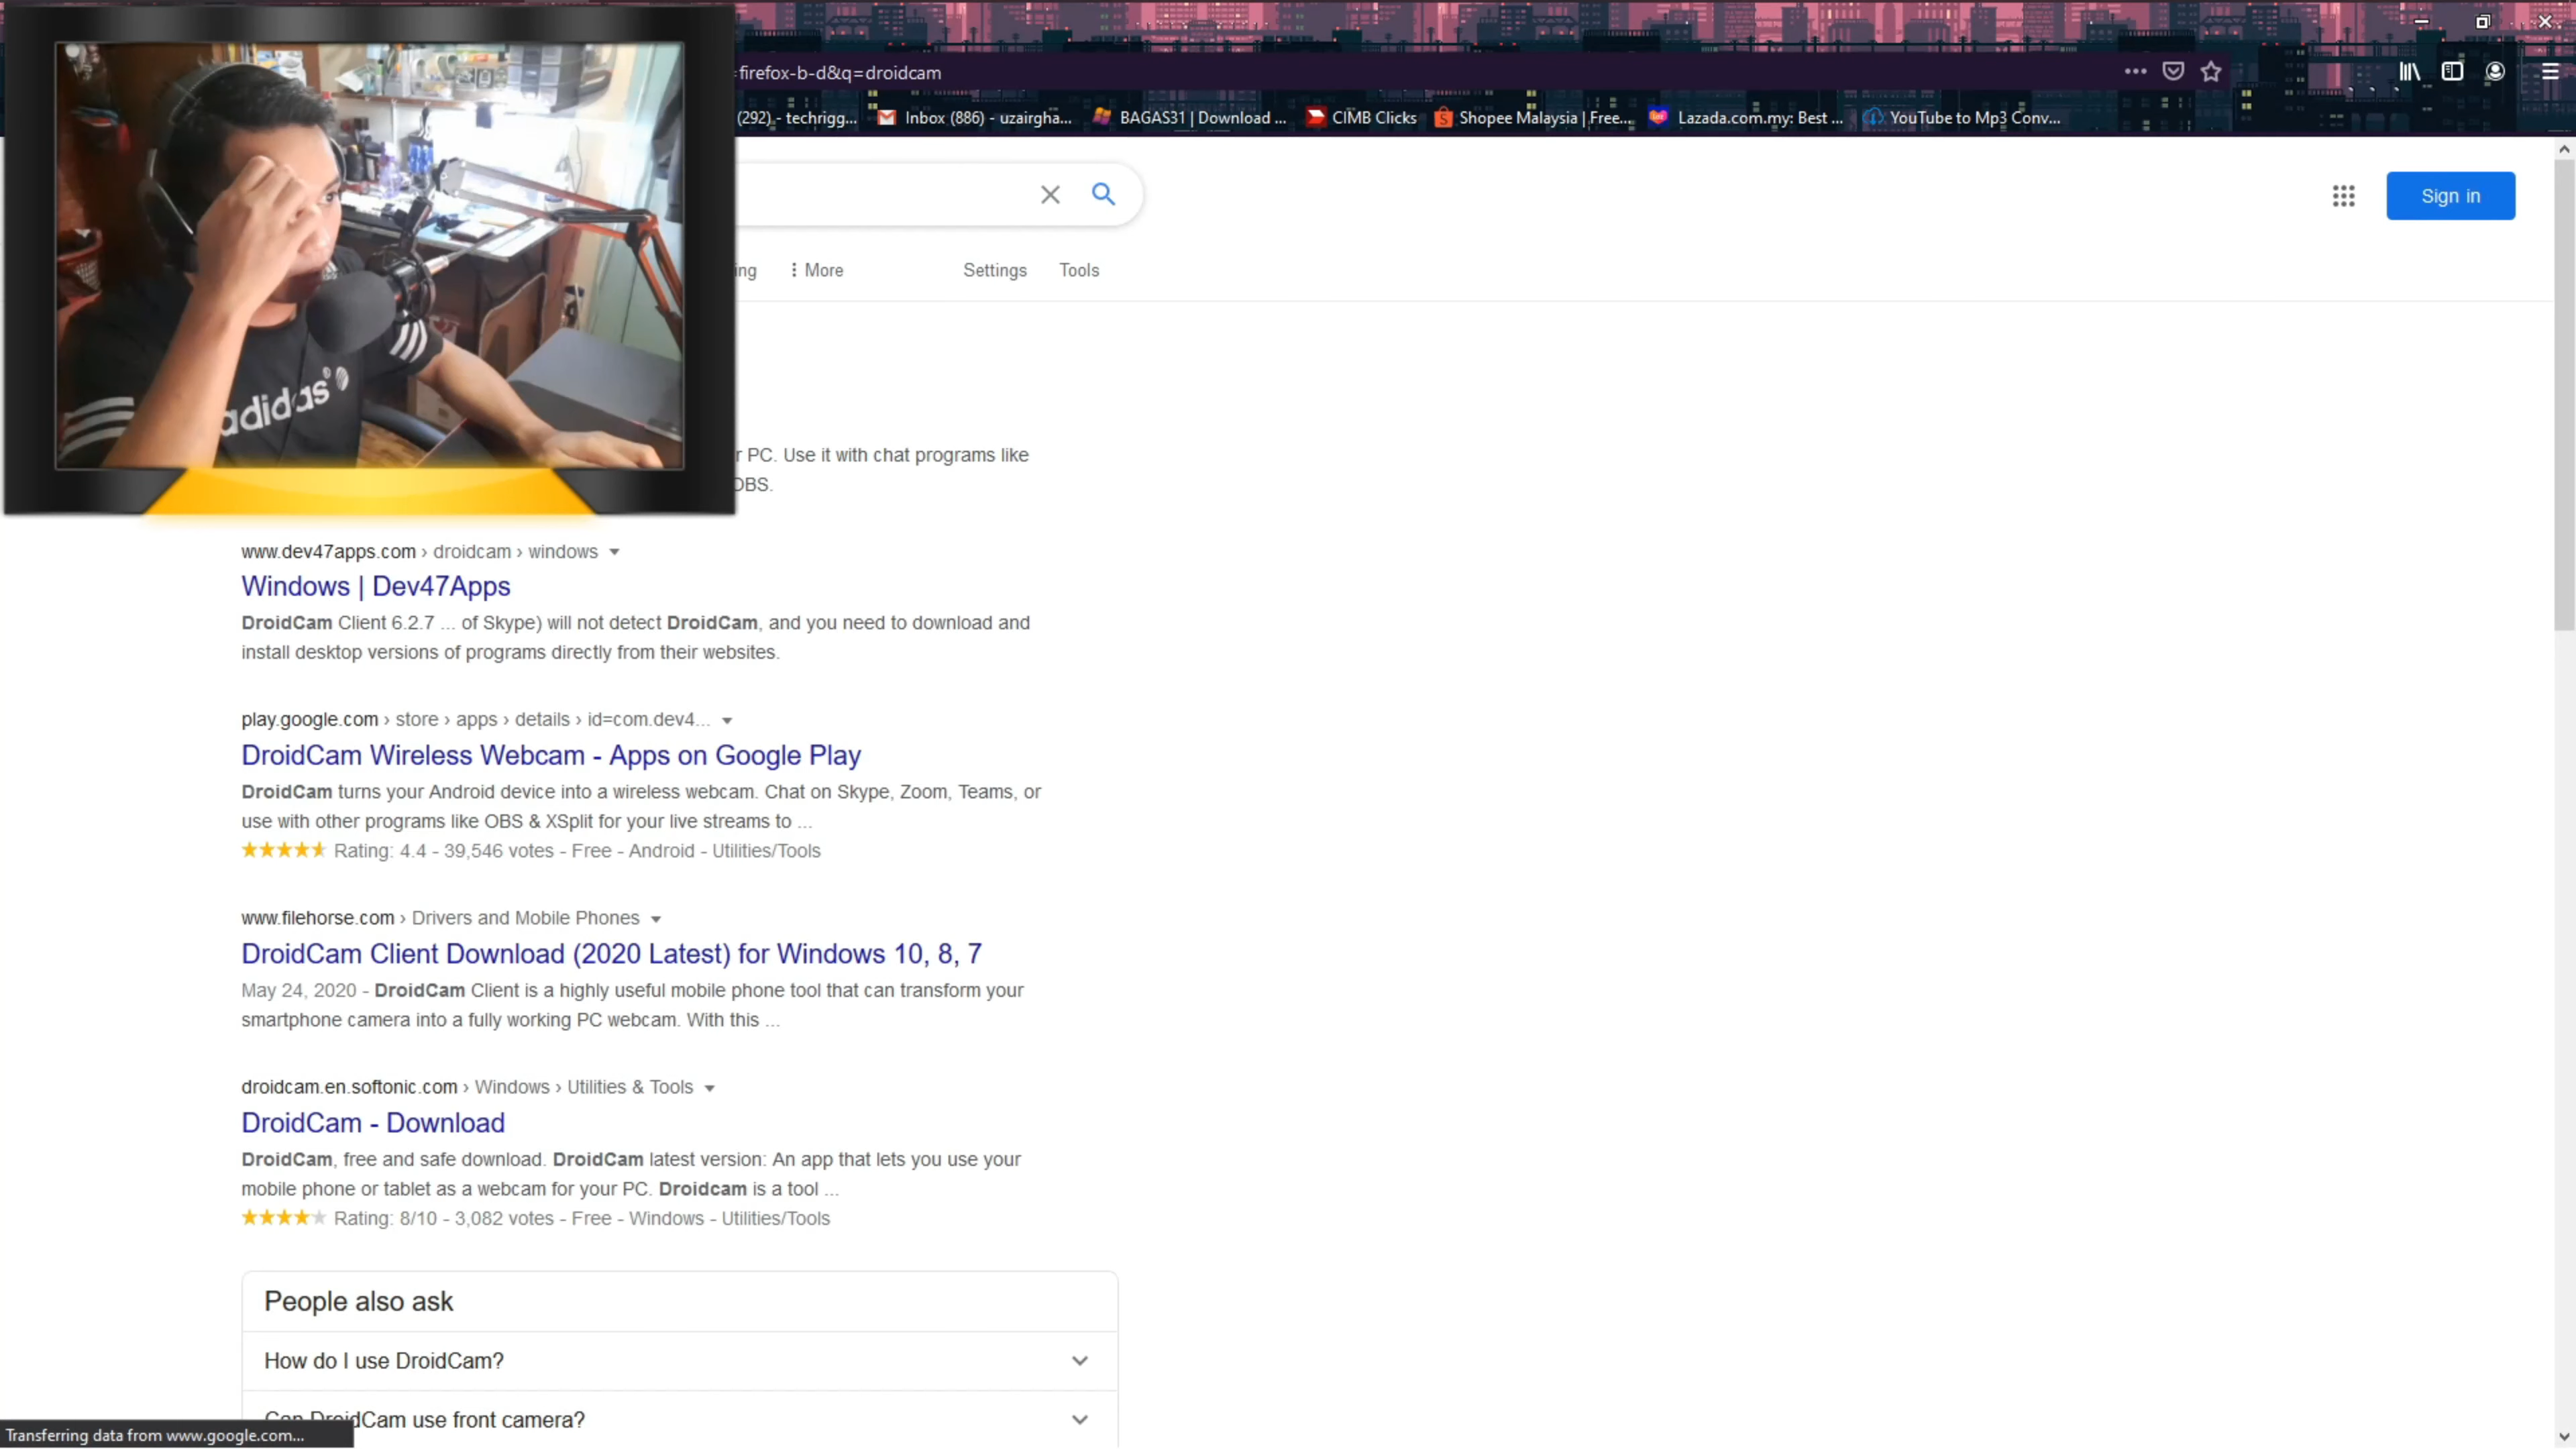 =firefox-b-d&q=droidcam
(292) - techrigg...
Inbox (886) - uzairgha...
BAGAS31 | Download ...
CIMB Clicks
Shopee Malaysia | Free...
Lazada.com.my: Best ...
YouTube to Mp3 Conv...
Sign in
ing
More
Settings
Tools
adidas
r PC. Use it with chat programs like
OBS.
www.dev47apps.com › droidcam › windows
Windows | Dev47Apps
DroidCam Client 6.2.7 ... of Skype) will not detect DroidCam, and you need to download and
install desktop versions of programs directly from their websites.
play.google.com › store › apps › details › id=com.dev4...
DroidCam Wireless Webcam - Apps on Google Play
DroidCam turns your Android device into a wireless webcam. Chat on Skype, Zoom, Teams, or
use with other programs like OBS & XSplit for your live streams to ...
Rating: 4.4 - 39,546 votes - Free - Android - Utilities/Tools
www.filehorse.com › Drivers and Mobile Phones
DroidCam Client Download (2020 Latest) for Windows 10, 8, 7
May 24, 2020 - DroidCam Client is a highly useful mobile phone tool that can transform your
smartphone camera into a fully working PC webcam. With this ...
droidcam.en.softonic.com › Windows › Utilities & Tools
DroidCam - Download
DroidCam, free and safe download. DroidCam latest version: An app that lets you use your
mobile phone or tablet as a webcam for your PC. Droidcam is a tool ...
Rating: 8/10 - 3,082 votes - Free - Windows - Utilities/Tools
People also ask
How do I use DroidCam?
Can DroidCam use front camera?
Transferring data from www.google.com...